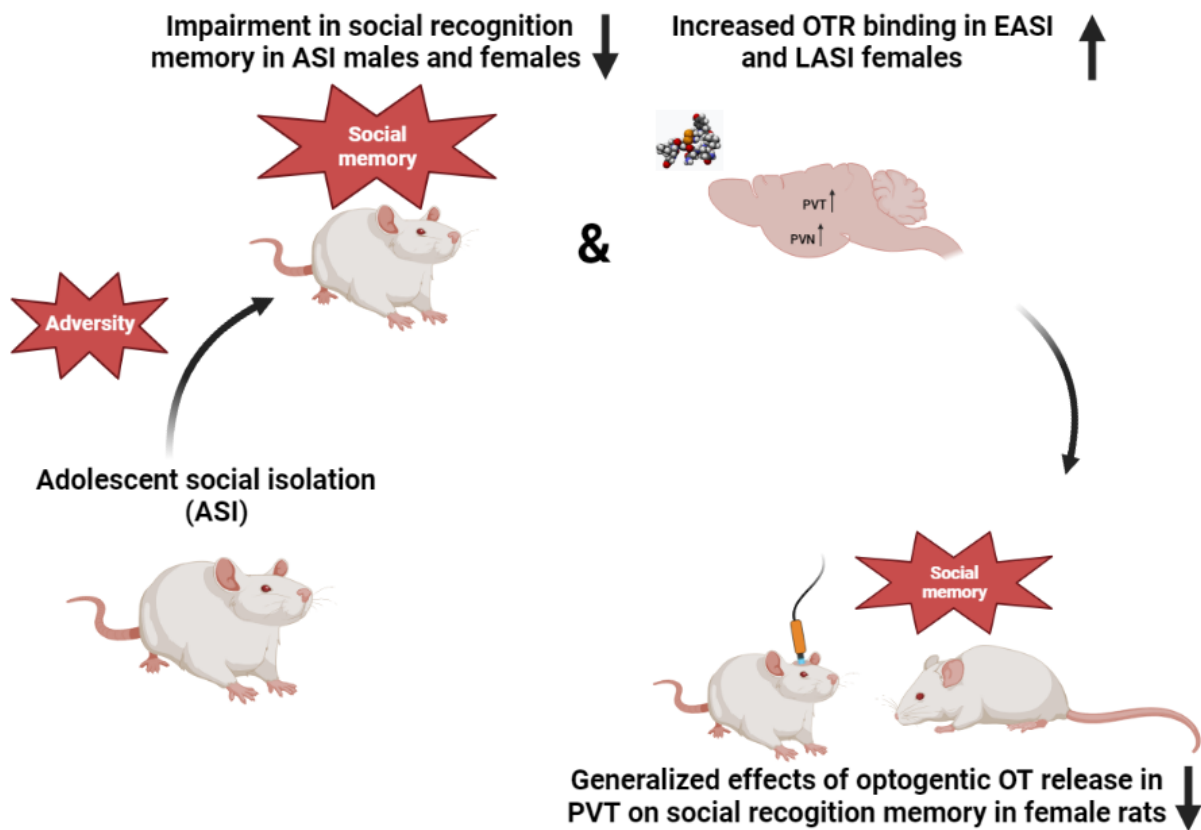 Impairment in social recognition
memory in ASI males and females
Increased OTR binding in EASI
and LASI females
Social
memory
PVT
PVN
&
Adversity
Adolescent social isolation
(ASI)
Social
memory
Generalized effects of optogentic OT release in
PVT on social recogition memory in female rats